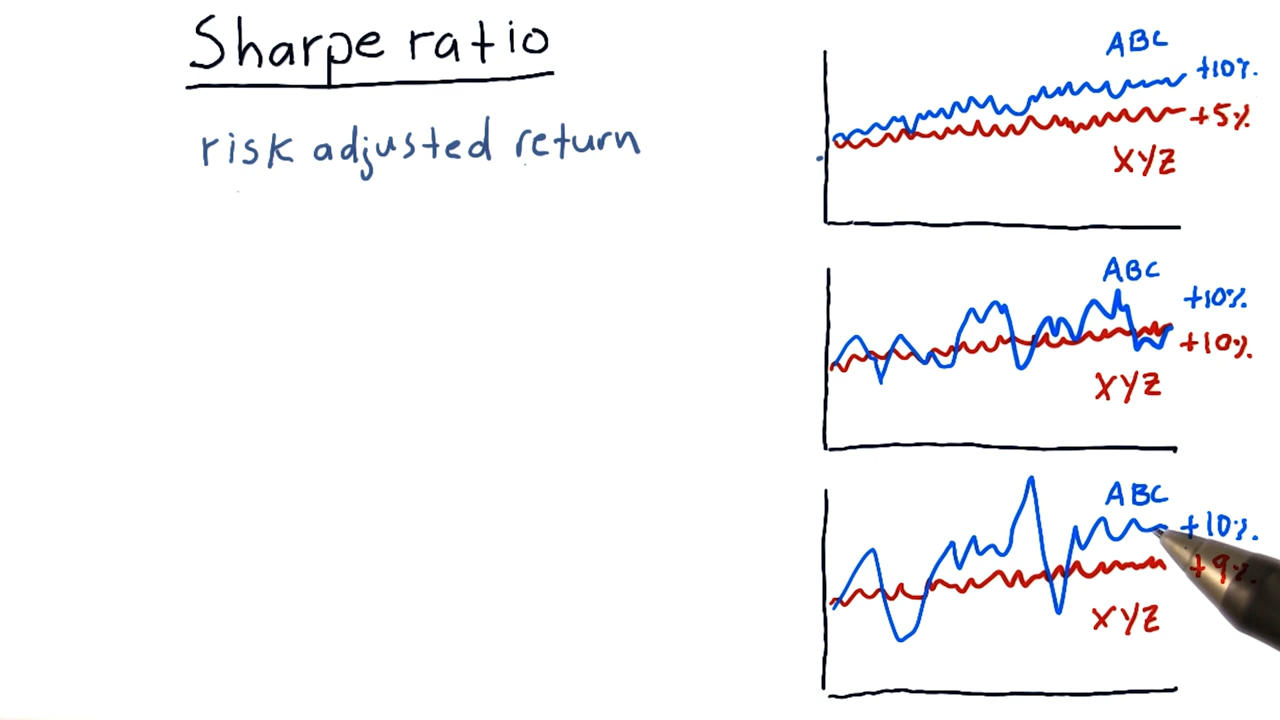 Sharpe ratio
risk adjusted return
ABC
+10%
+5%
XYZ
ABC
+10%
+10%
XYZ
ABC
+10%
+9%
XYZ